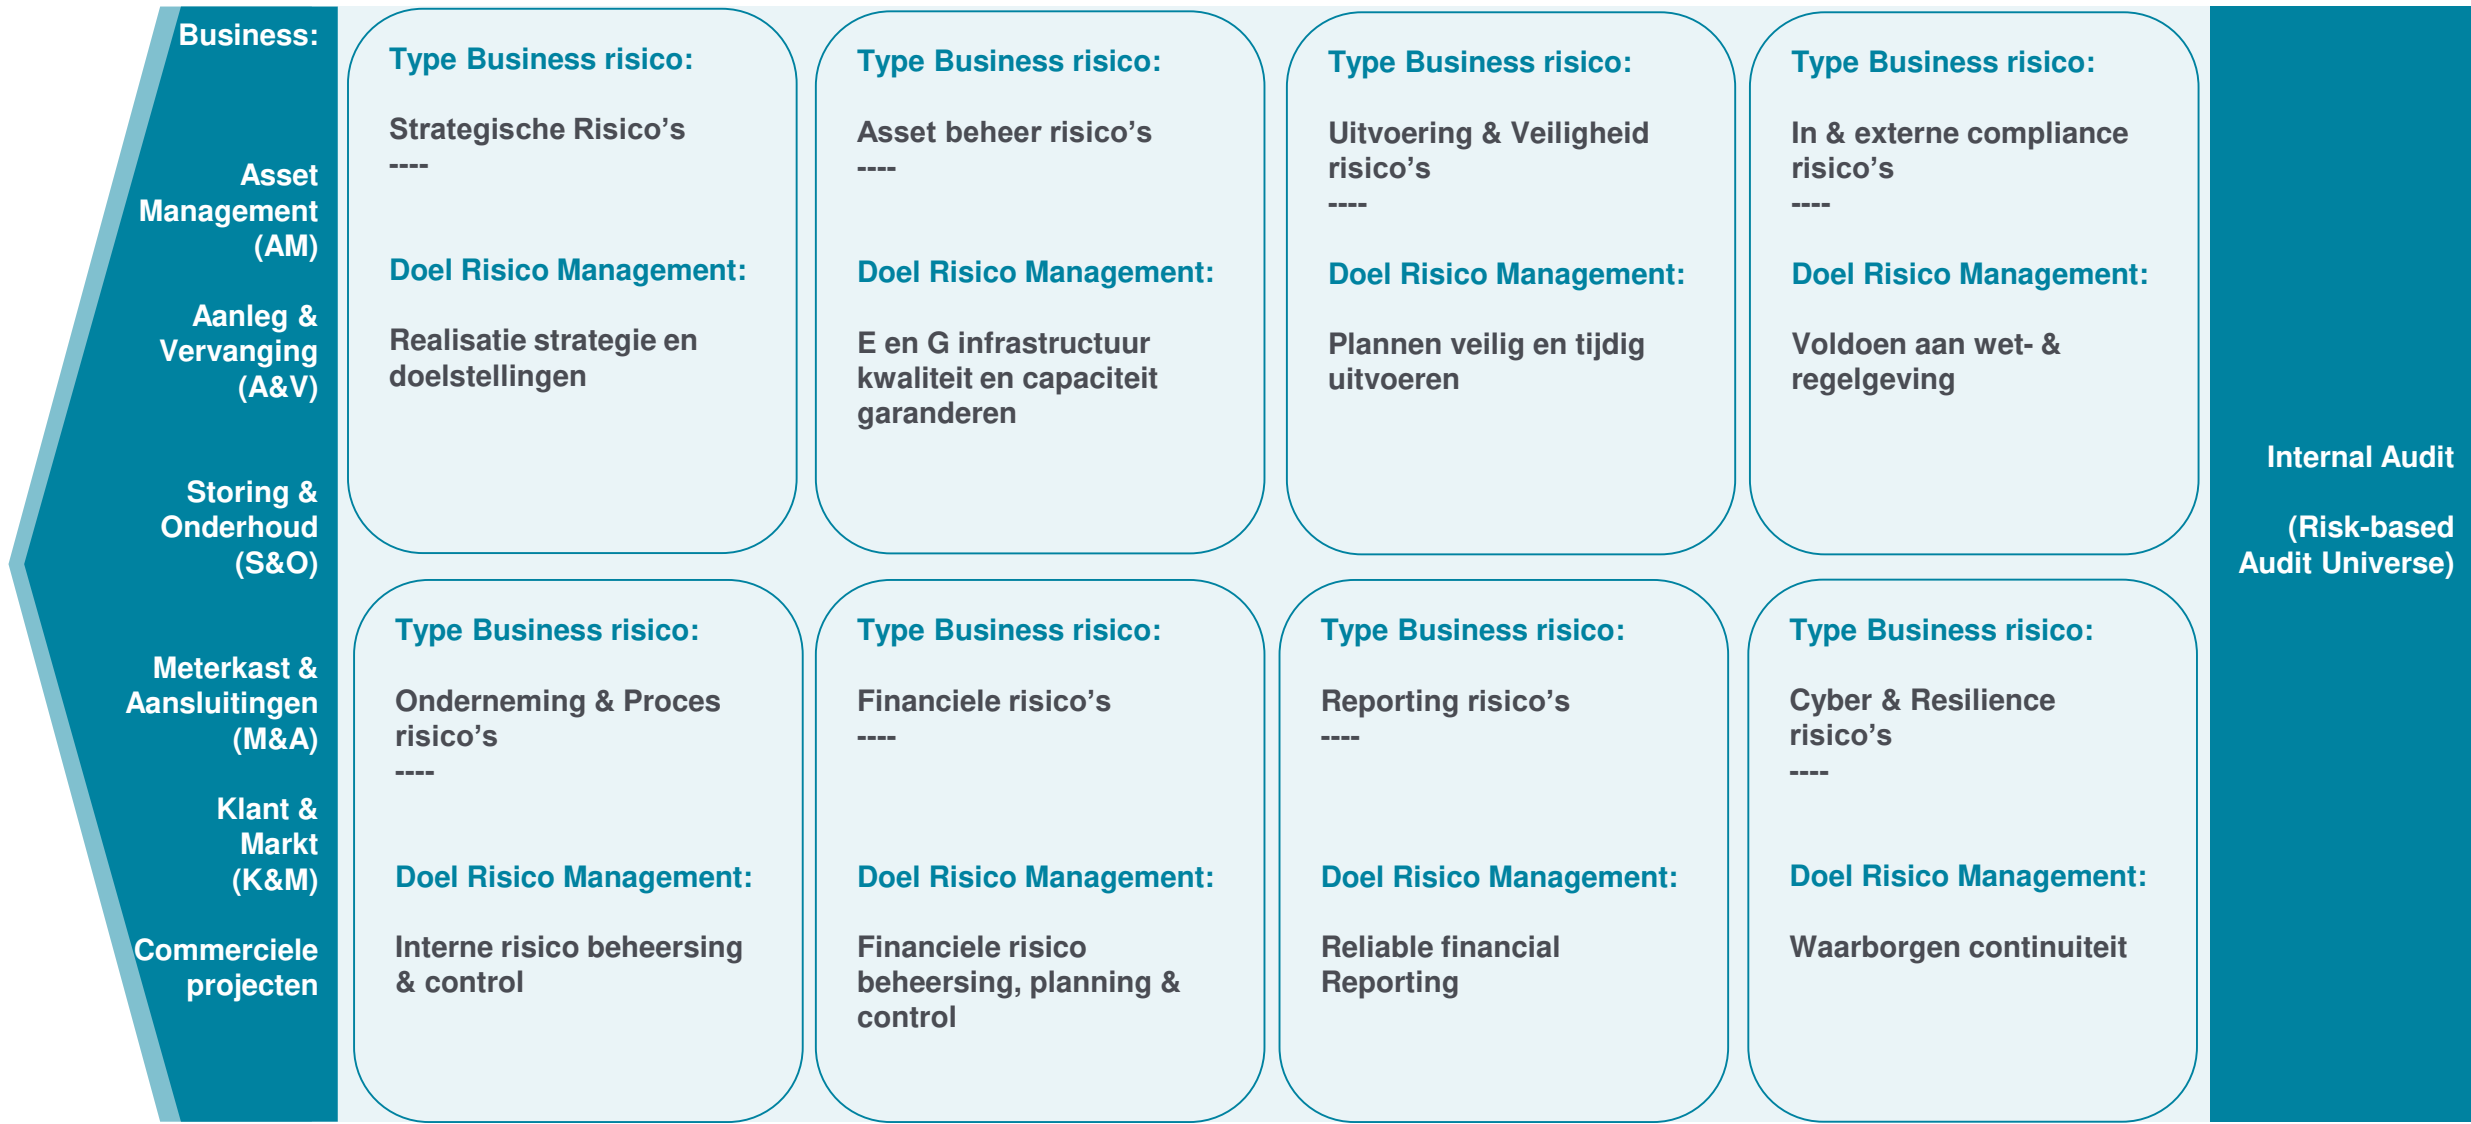 Business:
Asset
Management
(AM)
Aanleg &
Vervanging
(A&V)
Storing &
Onderhoud
(S&O)
Meterkast &
Aansluitingen
(M&A)
Klant &
Markt
(K&M)
Commerciele
projecten
Type Business risico:
Strategische Risico’s
----
Doel Risico Management:
Realisatie strategie en
doelstellingen
Type Business risico:
Asset beheer risico’s
----
Doel Risico Management:
E en G infrastructuur
kwaliteit en capaciteit
garanderen
Type Business risico:
Uitvoering & Veiligheid
risico’s
----
Doel Risico Management:
Plannen veilig en tijdig
uitvoeren
Type Business risico:
In & externe compliance
risico’s
----
Doel Risico Management:
Voldoen aan wet- &
regelgeving
Type Business risico:
Onderneming & Proces
risico’s
----
Doel Risico Management:
Interne risico beheersing
& control
Type Business risico:
Financiele risico’s
----
Doel Risico Management:
Financiele risico
beheersing, planning &
control
Type Business risico:
Reporting risico’s
----
Doel Risico Management:
Reliable financial
Reporting
Type Business risico:
Cyber & Resilience
risico’s
----
Doel Risico Management:
Waarborgen continuiteit
Internal Audit
(Risk-based
Audit Universe)